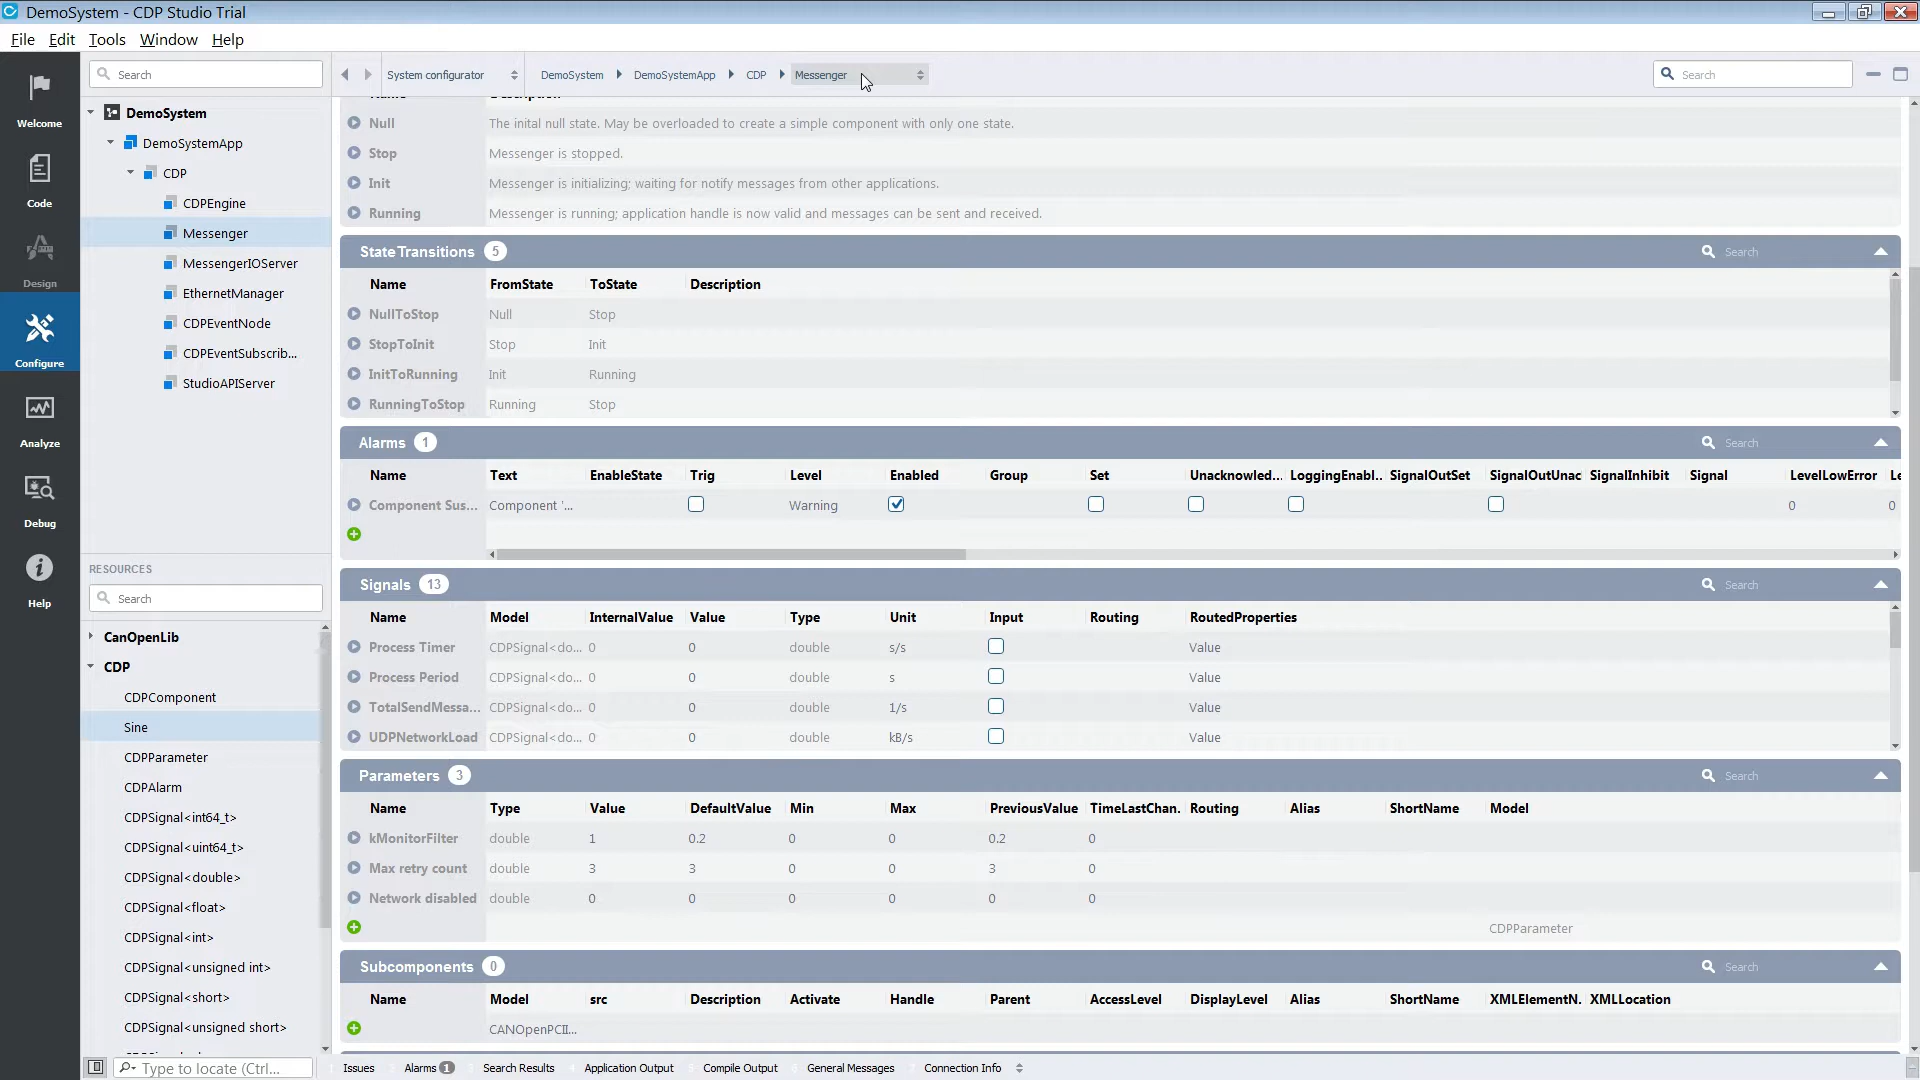 DemoSystem - CDP Studio Trial
File Edit Tools Window Help
Search
System configurator DemoSystem DemoSystemApp CDP Messenger Search
Welcome
Code
Design
Configure
Analyze
Debug
Help
DemoSystem
DemoSystemApp
CDP
CDPEngine
Messenger
MessengerIOServer
EthernetManager
CDPEventNode
CDPEventSubscrib...
StudioAPIServer
RESOURCES
Search
CanOpenLib
CDP
CDPComponent
Sine
CDPParameter
CDPAlarm
CDPSignal<int64_t>
CDPSignal<uint64_t>
CDPSignal<double>
CDPSignal<float>
CDPSignal<int>
CDPSignal<unsigned int>
CDPSignal<short>
CDPSignal<unsigned short>
Name Description
Null The inital null state. May be overloaded to create a simple component with only one state.
Stop Messenger is stopped.
Init Messenger is initializing; waiting for notify messages from other applications.
Running Messenger is running; application handle is now valid and messages can be sent and received.
StateTransitions 5 Search
Name FromState ToState Description
NullToStop Null Stop
StopToInit Stop Init
InitToRunning Init Running
RunningToStop Running Stop
Alarms 1 Search
Name Text EnableState Trig Level Enabled Group Set Unacknowled... LoggingEnabl.. SignalOutSet SignalOutUnac SignalInhibit Signal LevelLowError Le
Component Sus... Component '... Warning 0 0
Signals 13 Search
Name Model InternalValue Value Type Unit Input Routing RoutedProperties
Process Timer CDPSignal<do... 0 0 double s/s Value
Process Period CDPSignal<do... 0 0 double s Value
TotalSendMessa... CDPSignal<do... 0 0 double 1/s Value
UDPNetworkLoad CDPSignal<do... 0 0 double kB/s Value
Parameters 3 Search
Name Type Value DefaultValue Min Max PreviousValue TimeLastChan. Routing Alias ShortName Model
kMonitorFilter double 1 0.2 0 0 0.2 0
Max retry count double 3 3 0 0 3 0
Network disabled double 0 0 0 0 0 0
CDPParameter
Subcomponents 0 Search
Name Model src Description Activate Handle Parent AccessLevel DisplayLevel Alias ShortName XMLElementN. XMLLocation
CANOpenPCII...
Type to locate (Ctrl... Issues Alarms 1 Search Results Application Output Compile Output General Messages Connection Info